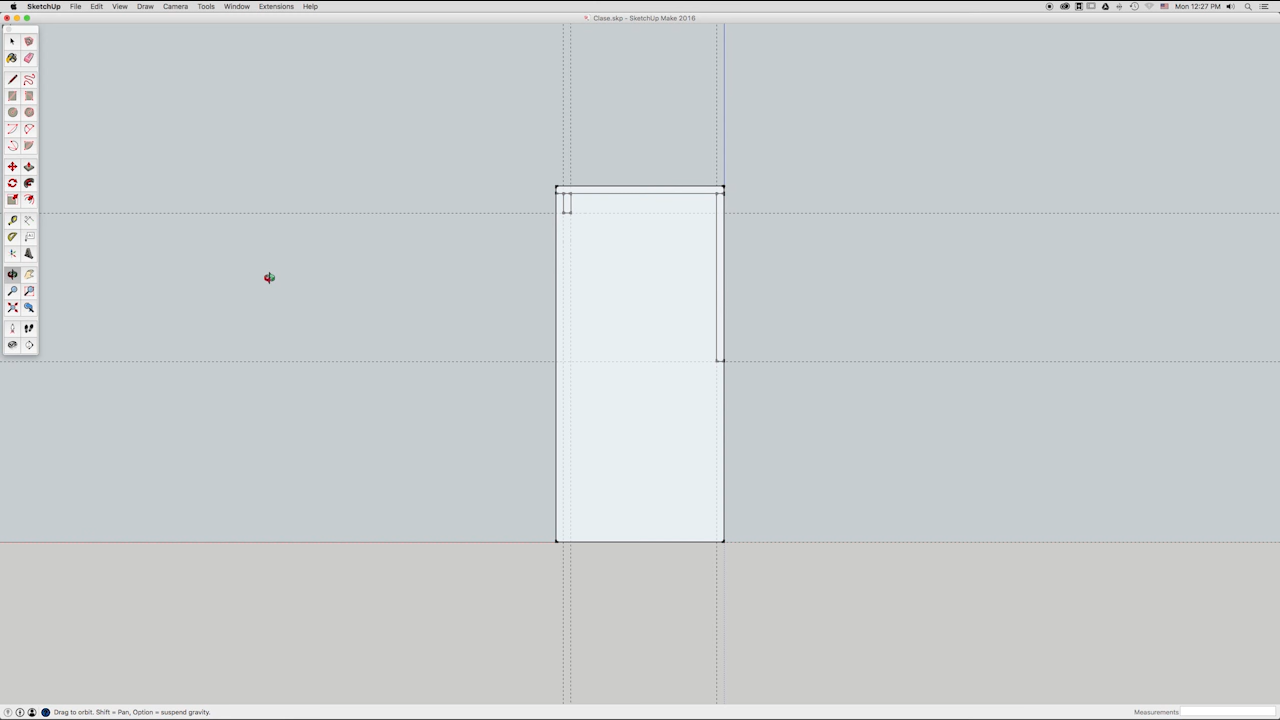 SketchUp File Edit View Draw Camera Tools Window Extensions Help Mon 12:27 PM
Clase.skp - SketchUp Make 2016
Drag to orbit. Shift = Pan, Option = suspend gravity. Measurements